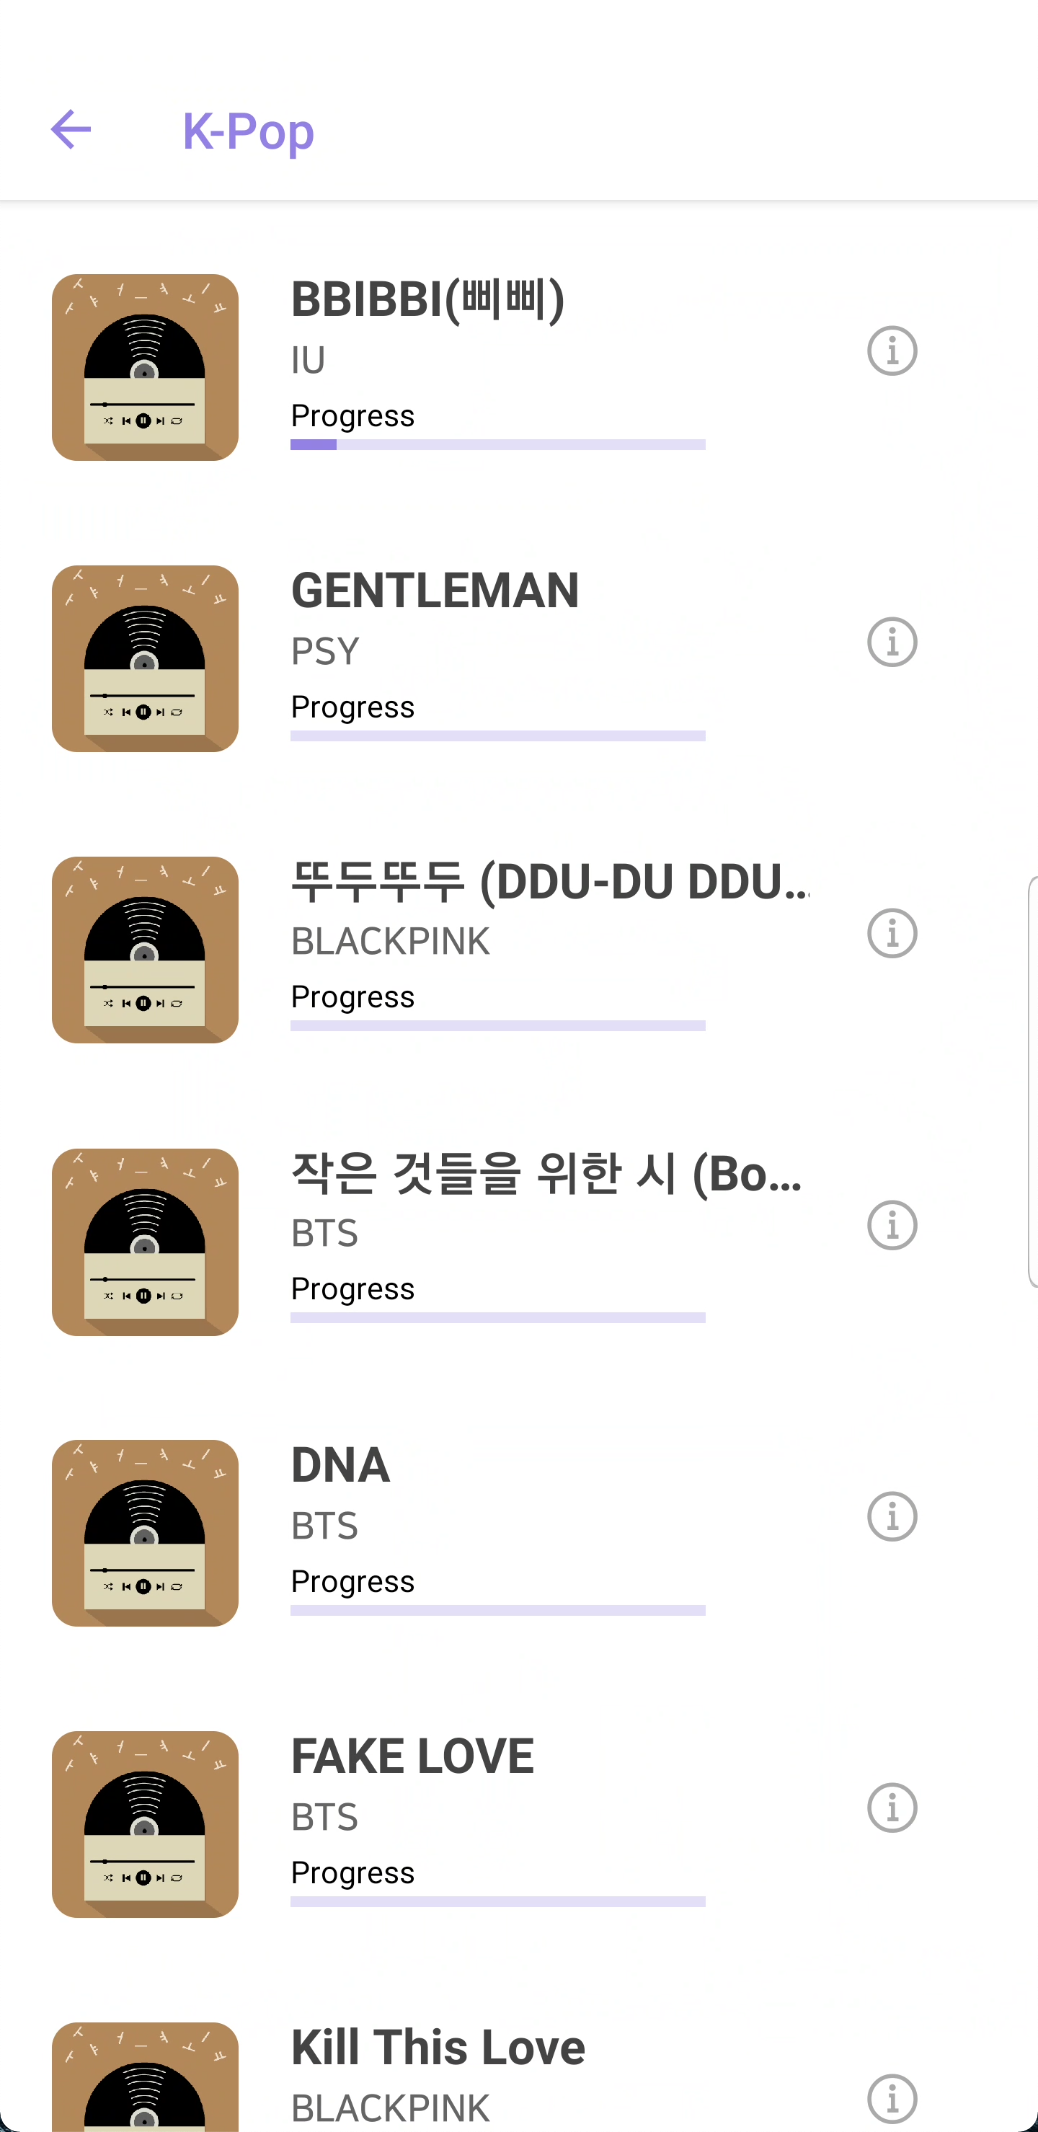 K-Pop
BBIBBI(삐삐)
IU
Progress
GENTLEMAN
PSY
Progress
뚜두뚜두 (DDU-DU DDU...
BLACKPINK
Progress
작은 것들을 위한 시 (Bo...
BTS
Progress
DNA
BTS
Progress
FAKE LOVE
BTS
Progress
Kill This Love
BLACKPINK